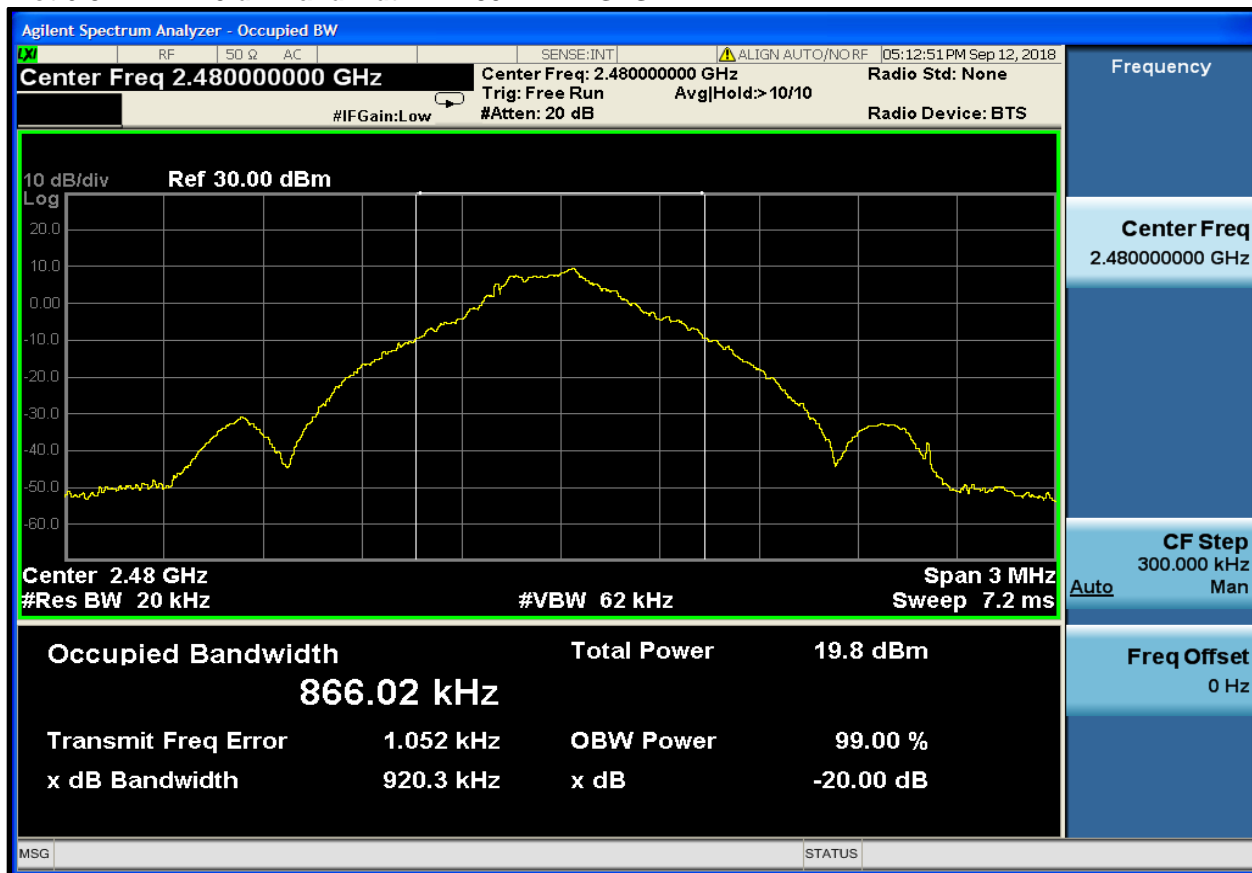 Agilent Spectrum Analyzer - Occupied BW
LXI RF 50 Ω AC SENSE:INT ALIGN AUTO/NO RF 05:12:51 PM Sep 12, 2018
Center Freq 2.480000000 GHz
Center Freq: 2.480000000 GHz Radio Std: None
Trig: Free Run Avg|Hold:> 10/10
#IFGain:Low #Atten: 20 dB Radio Device: BTS
10 dB/div Ref 30.00 dBm
Log
20.0
10.0
0.00
-10.0
-20.0
-30.0
-40.0
-50.0
-60.0
Center 2.48 GHz Span 3 MHz
#Res BW 20 kHz #VBW 62 kHz Sweep 7.2 ms
Occupied Bandwidth Total Power 19.8 dBm
866.02 kHz
Transmit Freq Error 1.052 kHz OBW Power 99.00 %
x dB Bandwidth 920.3 kHz x dB -20.00 dB
MSG STATUS
Frequency
Center Freq
2.480000000 GHz
CF Step
300.000 kHz
Auto Man
Freq Offset
0 Hz